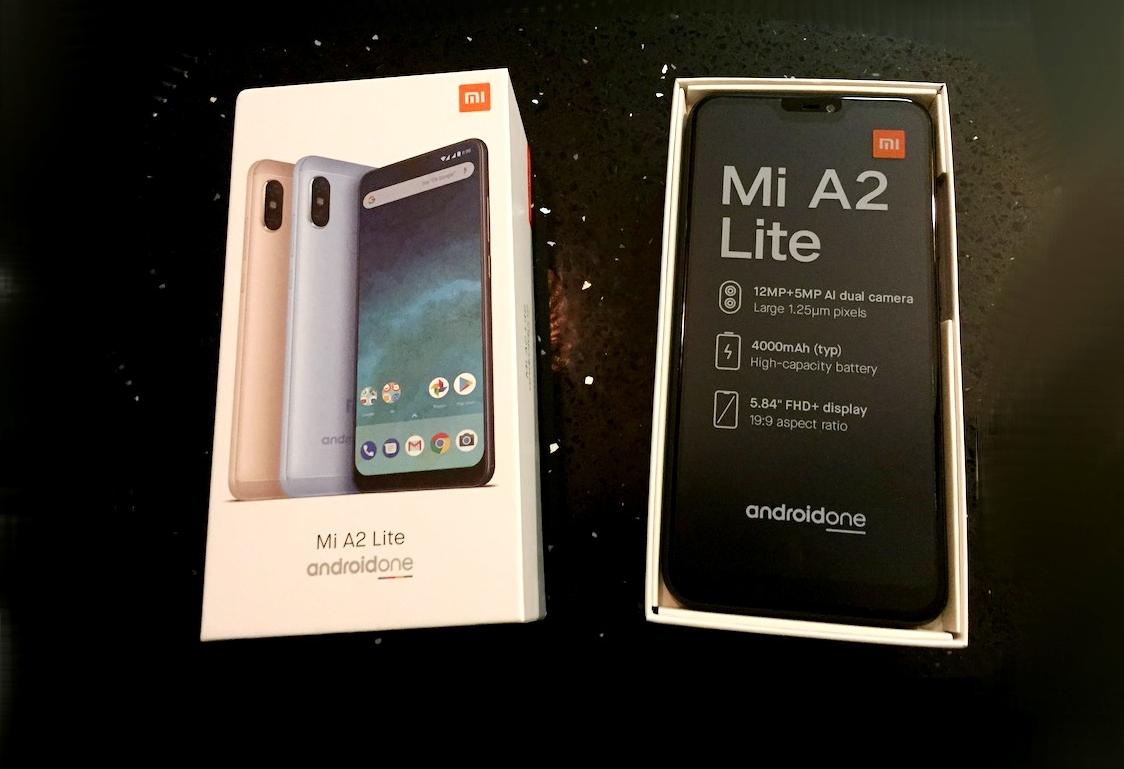 mi
Mi A2 Lite
androidone
mi
Mi A2
Lite
12MP+5MP AI dual camera
Large 1.25µm pixels
4000mAh (typ)
High-capacity battery
5.84" FHD+ display
19:9 aspect ratio
androidone